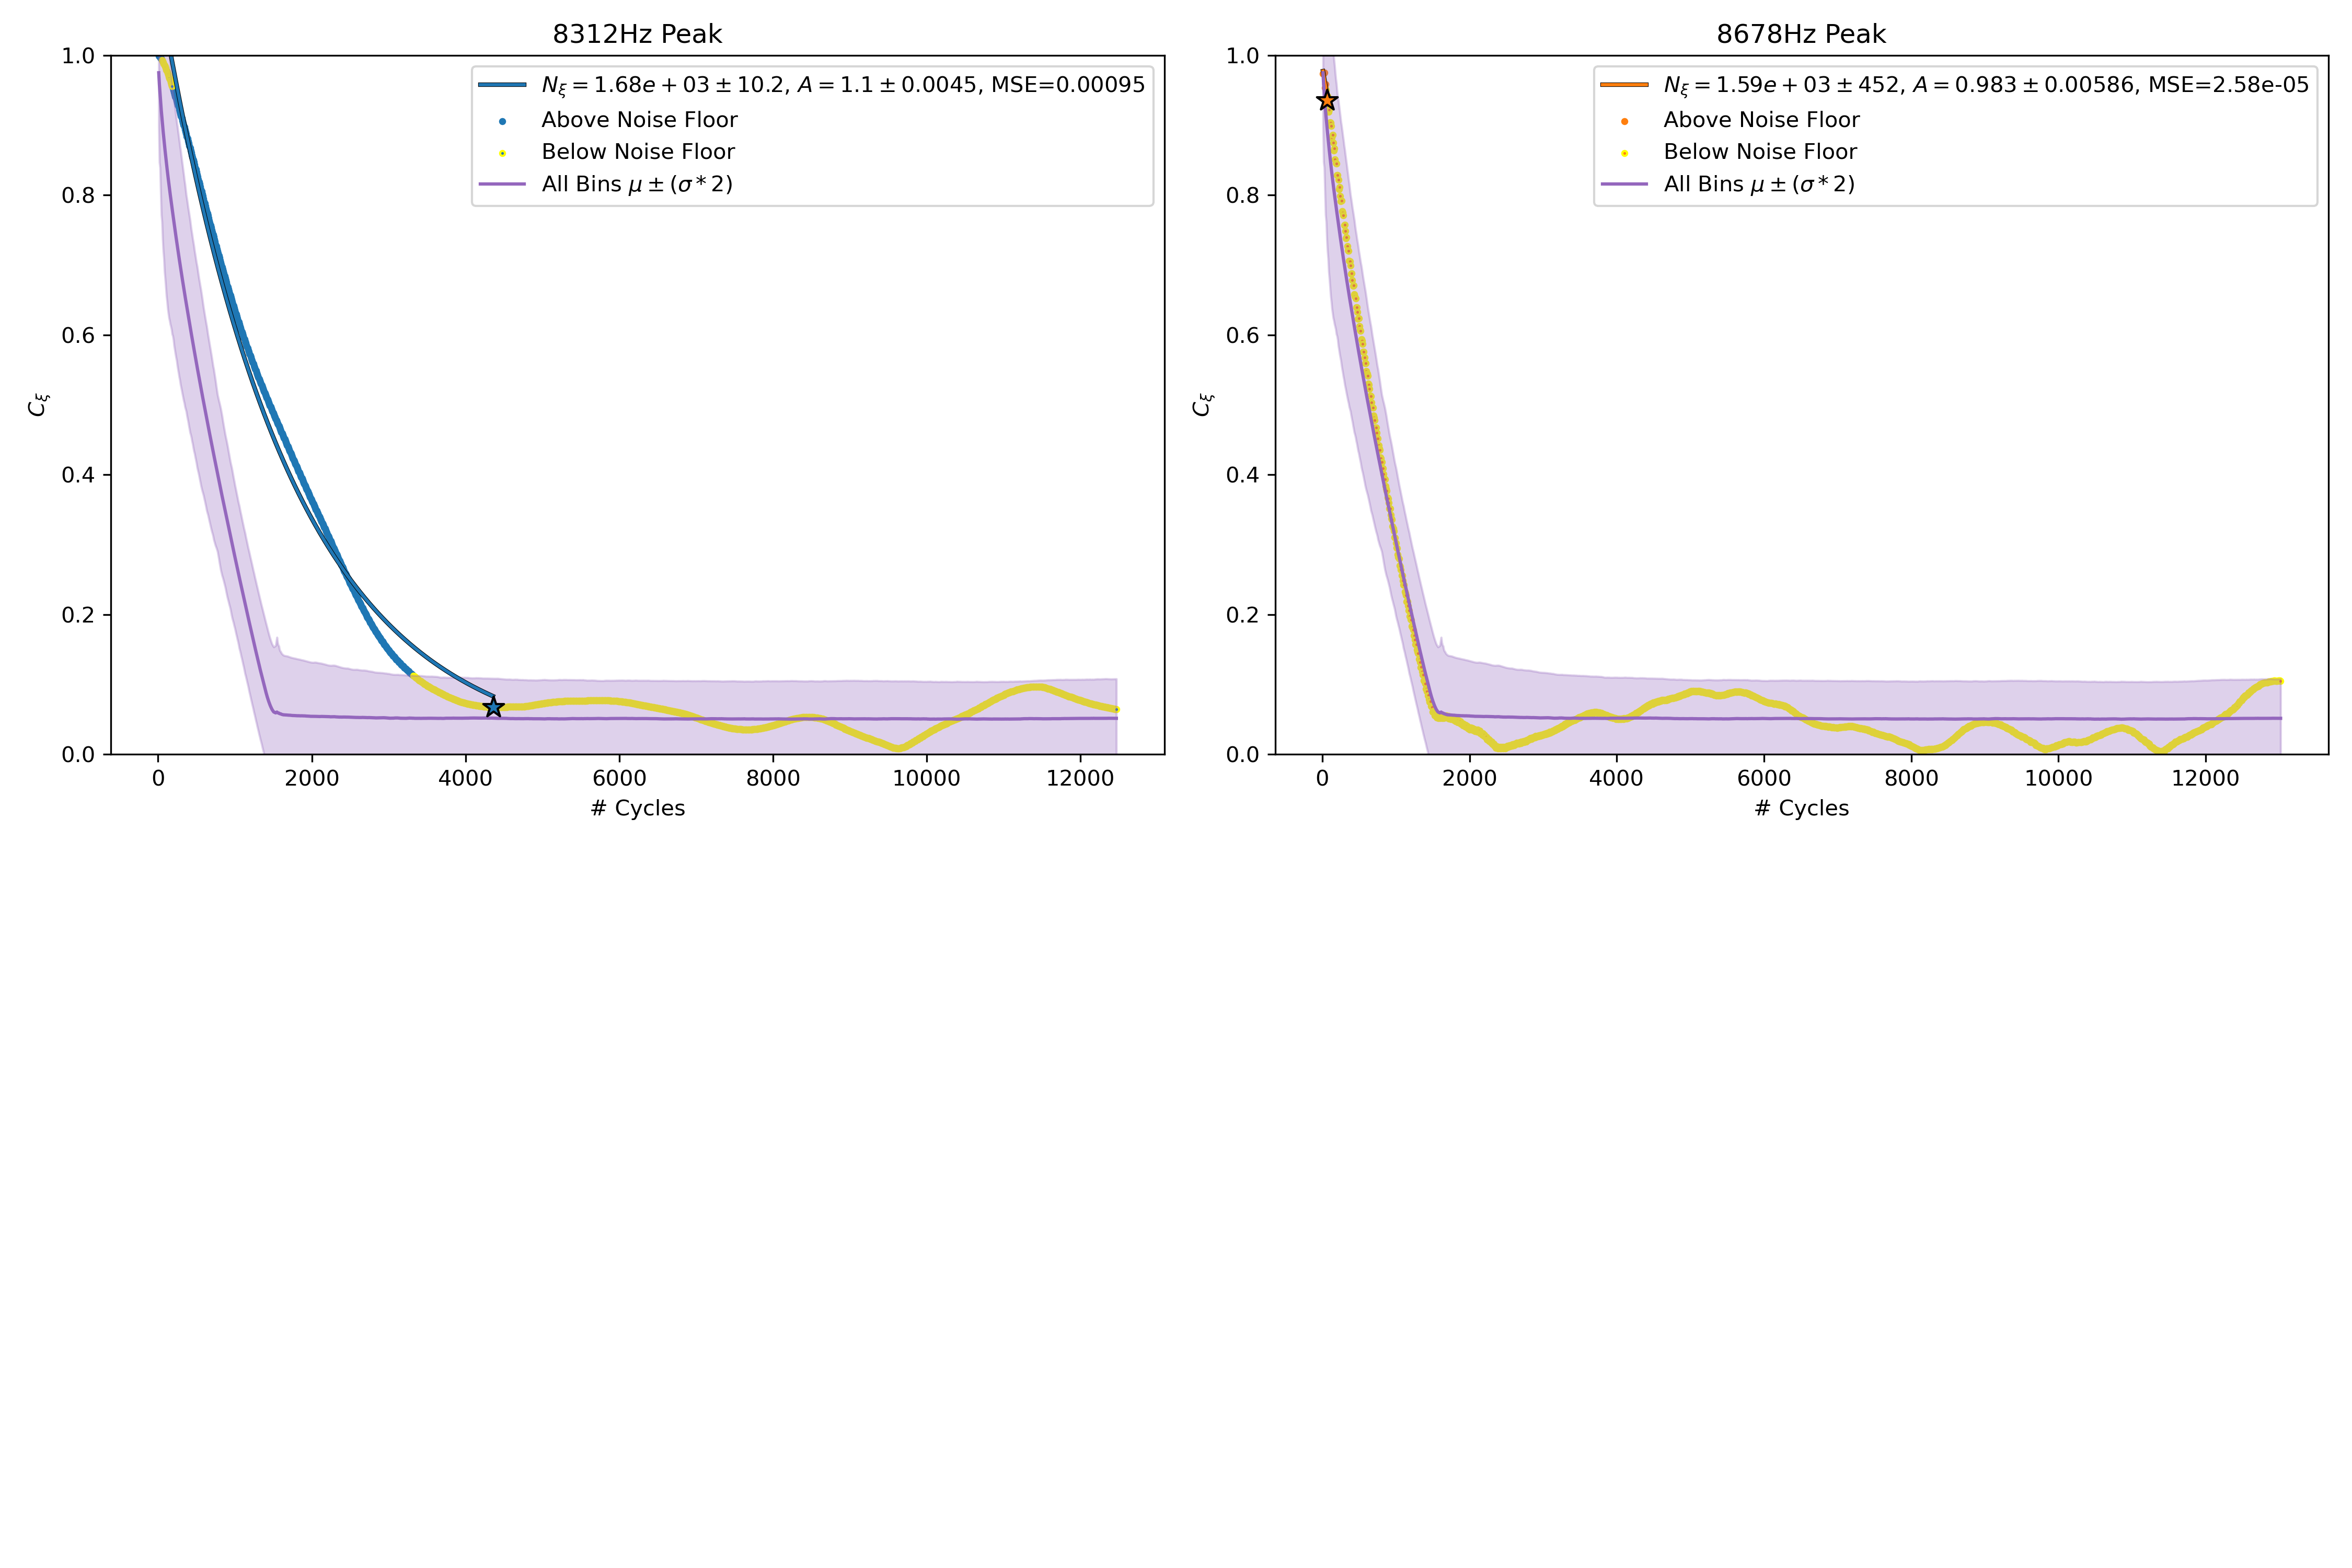 8312Hz Peak
1.0
0.8
0.6
0.4
0.2
0.0
C_ξ
0 2000 4000 6000 8000 10000 12000
# Cycles
N_ξ = 1.68e + 03 ± 10.2, A = 1.1 ± 0.0045, MSE=0.00095
Above Noise Floor
Below Noise Floor
All Bins μ ± (σ * 2)
8678Hz Peak
1.0
0.8
0.6
0.4
0.2
0.0
C_ξ
0 2000 4000 6000 8000 10000 12000
# Cycles
N_ξ = 1.59e + 03 ± 452, A = 0.983 ± 0.00586, MSE=2.58e-05
Above Noise Floor
Below Noise Floor
All Bins μ ± (σ * 2)